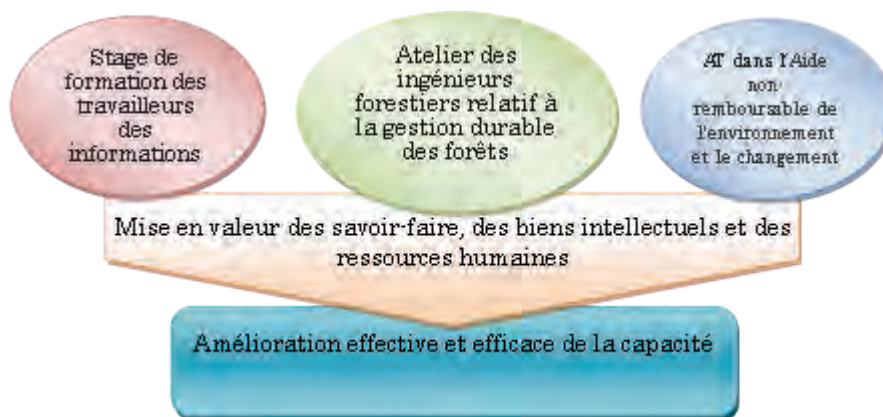 Stage de
formation des
travailleurs
des
informations
Atelier des
ingénieurs
forestiers relatif à
la gestion durable
des forêts
AT dans l'Aide
non
remboursable de
l'environnement
et le changement
Mise en valeur des savoir-faire, des biens intellectuels et des
ressources humaines
Amélioration effective et efficace de la capacité